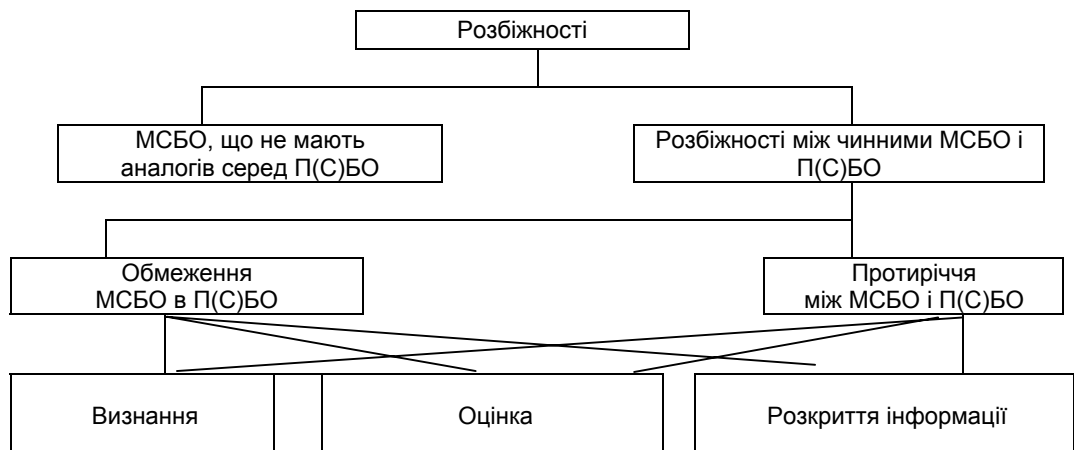 Розбіжності
МСБО, що не мають
аналогів серед П(С)БО
Розбіжності між чинними МСБО і
П(С)БО
Обмеження
МСБО в П(С)БО
Протиріччя
між МСБО і П(С)БО
Визнання
Оцінка
Розкриття інформації